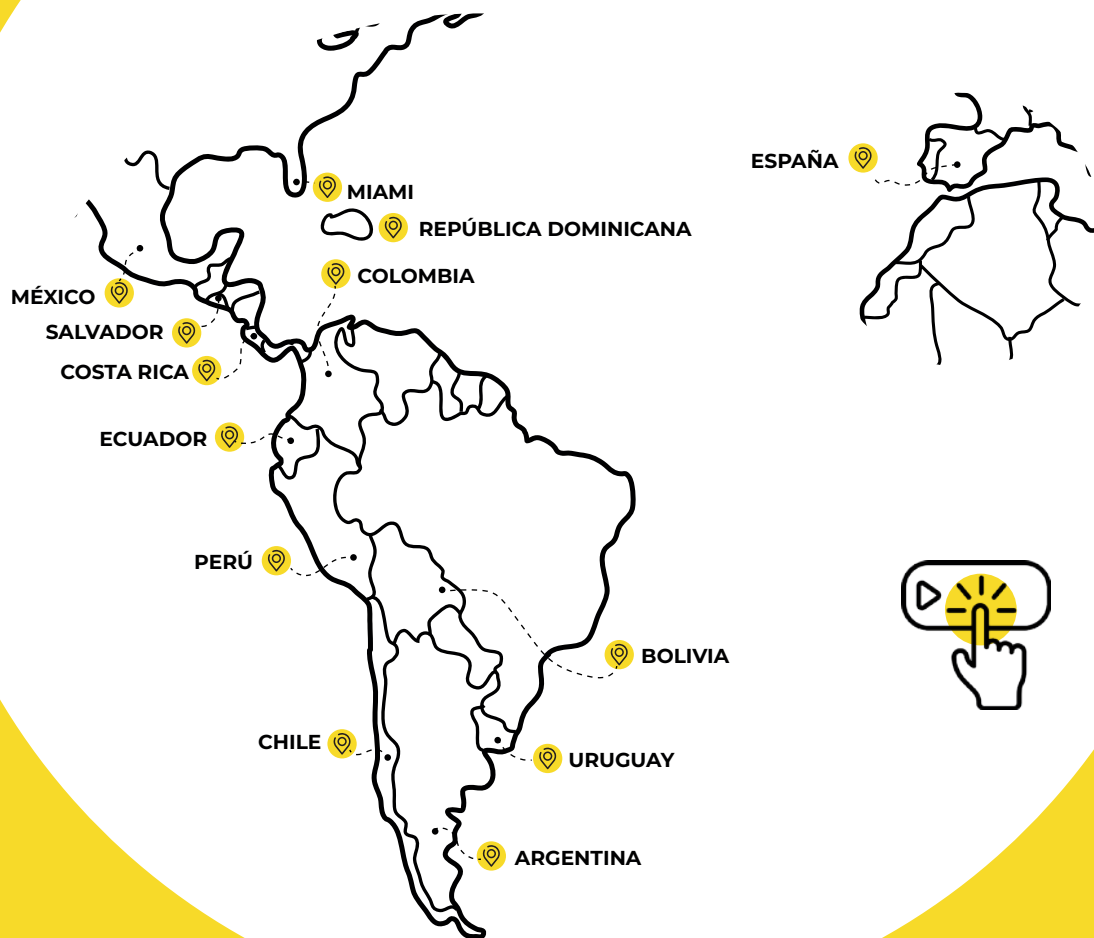 ESPAÑA
MIAMI
REPÚBLICA DOMINICANA
COLOMBIA
MÉXICO
SALVADOR
COSTA RICA
ECUADOR
PERÚ
BOLIVIA
CHILE
URUGUAY
ARGENTINA